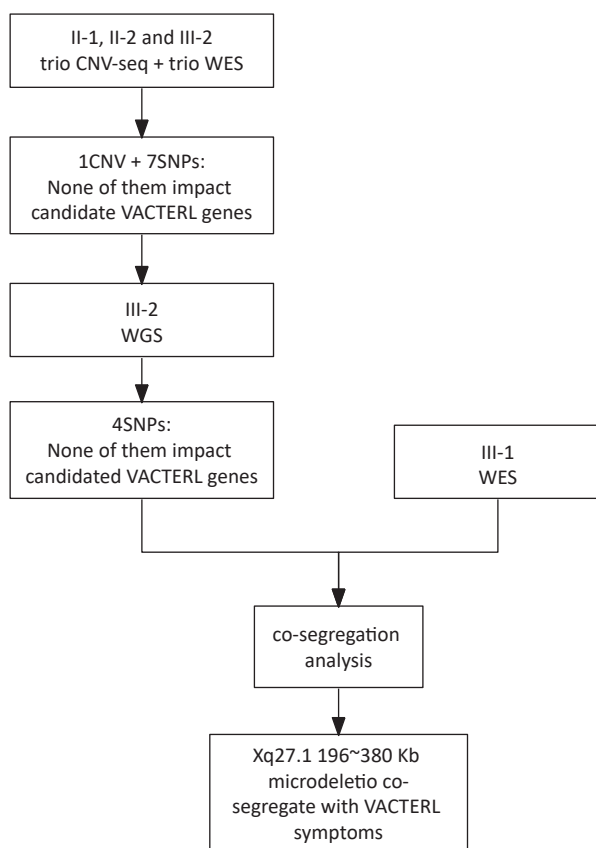 II-1, II-2 and III-2
trio CNV-seq + trio WES
1CNV + 7SNPs:
None of them impact
candidate VACTERL genes
III-2
WGS
4SNPs:
None of them impact
candidated VACTERL genes
III-1
WES
co-segregation
analysis
Xq27.1 196~380 Kb
microdeletio co-
segregate with VACTERL
symptoms